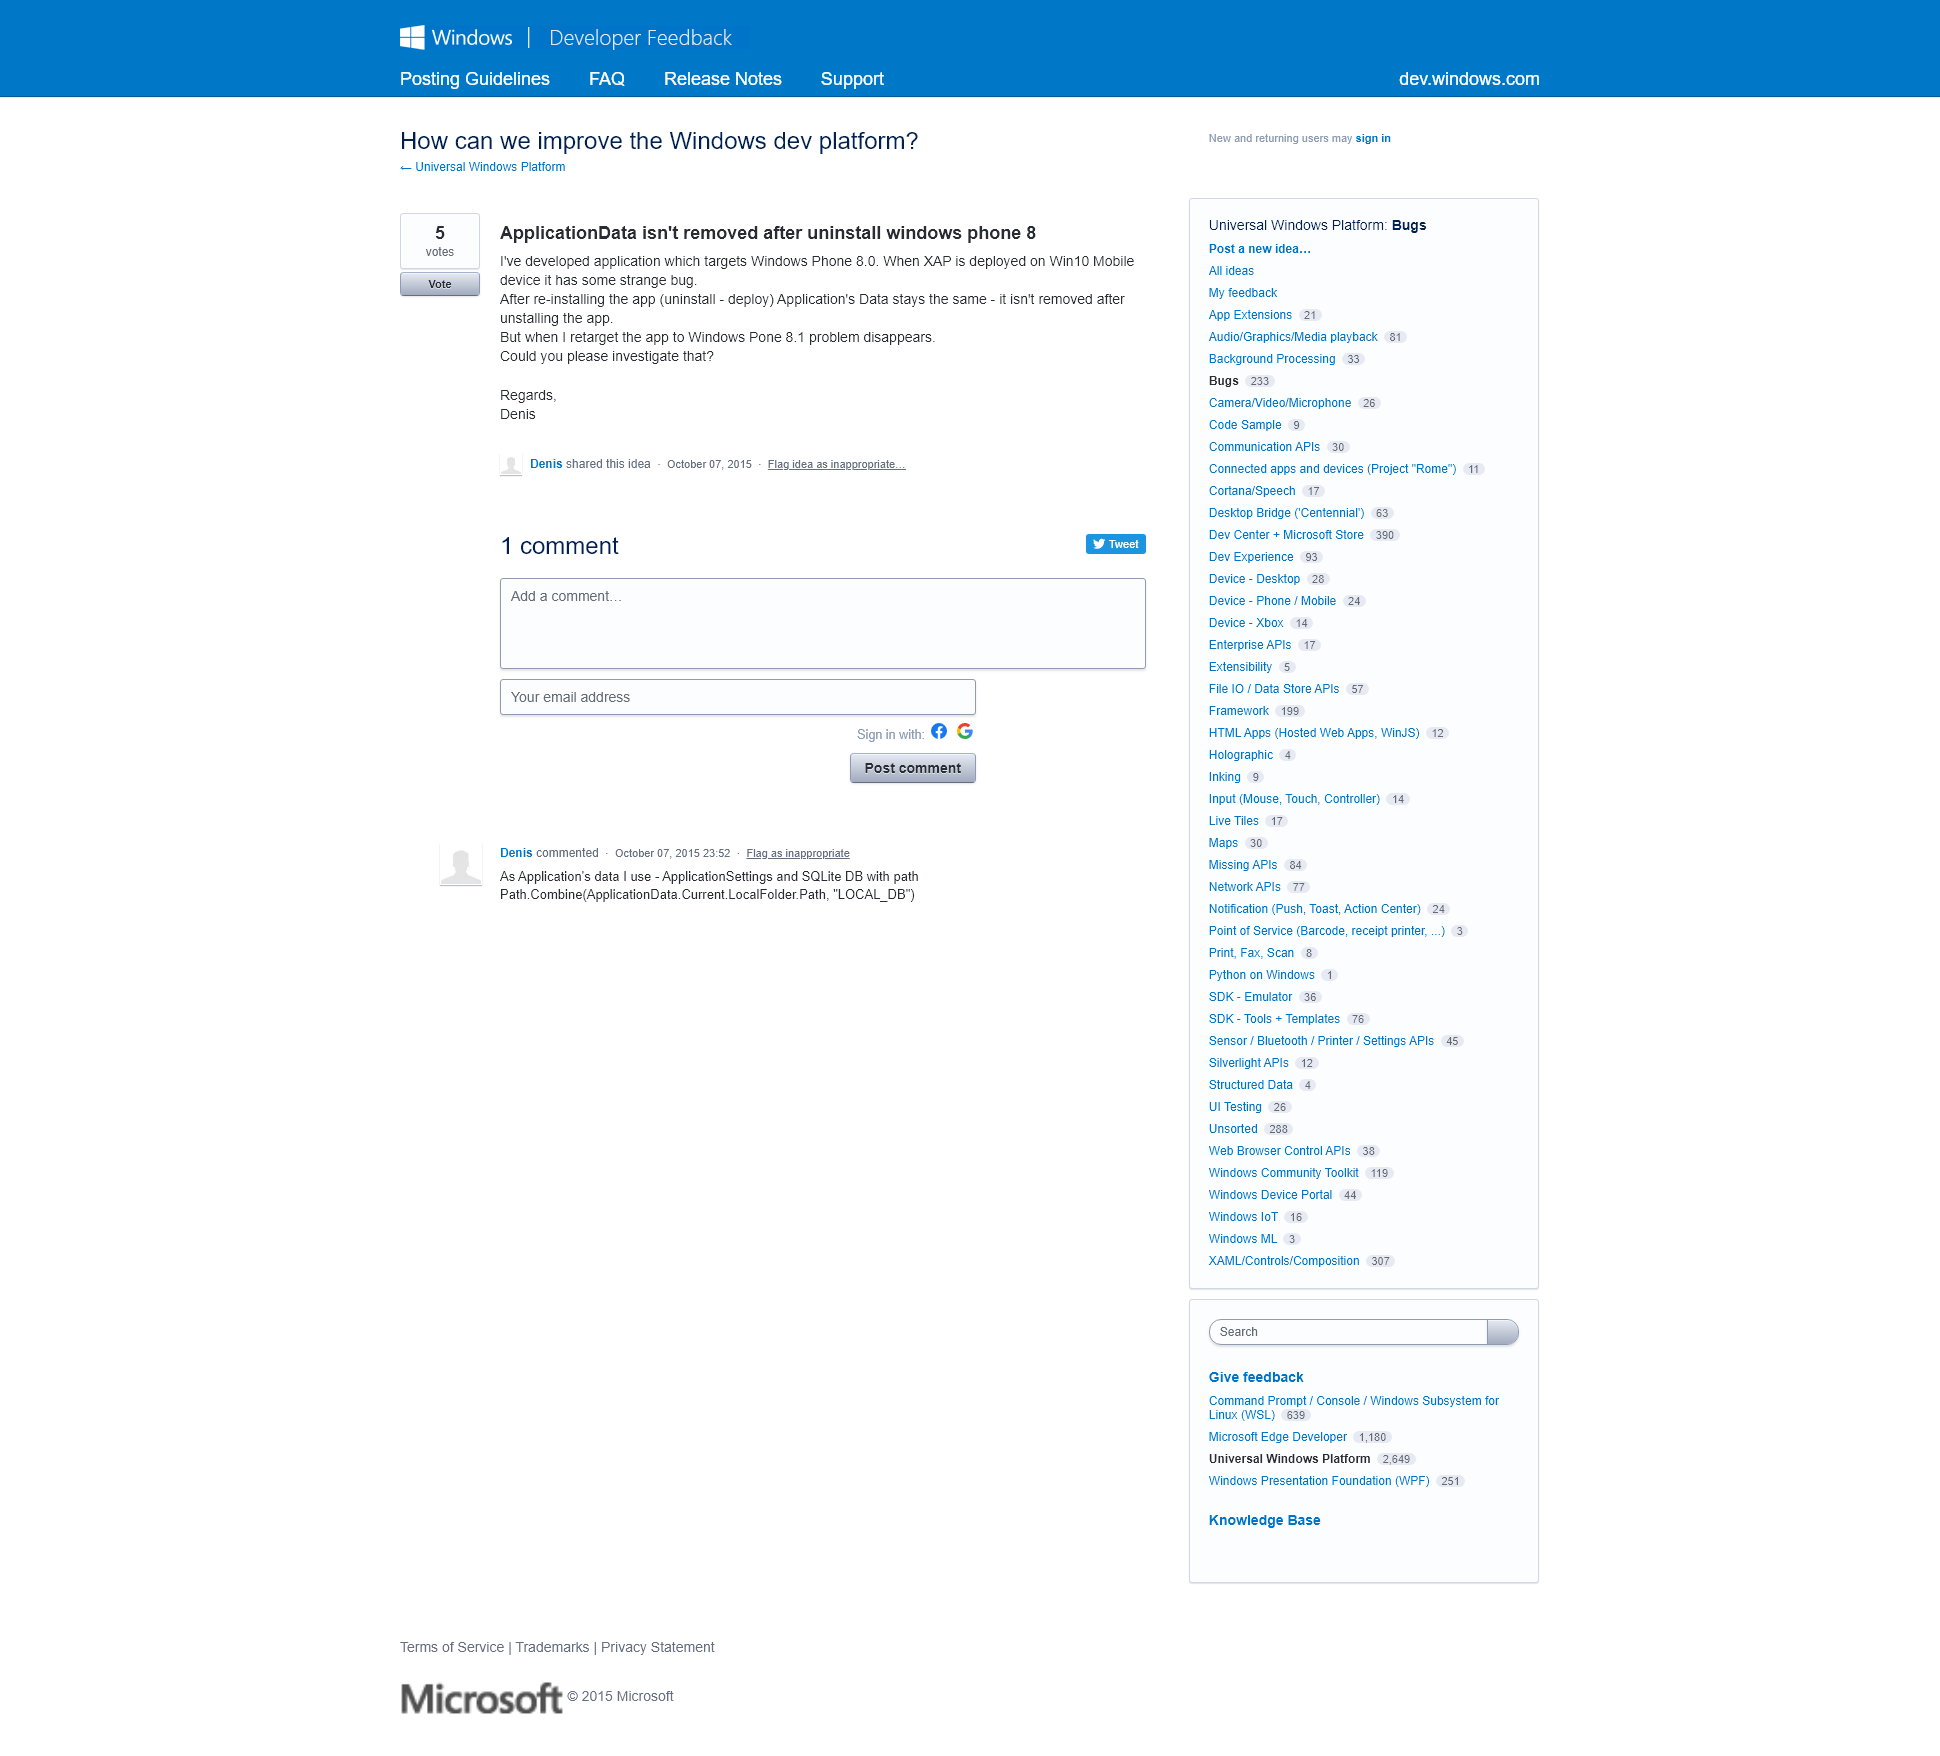 Windows | Developer Feedback
Posting Guidelines FAQ Release Notes Support dev.windows.com
How can we improve the Windows dev platform?
← Universal Windows Platform
New and returning users may sign in
5
votes
Vote
ApplicationData isn't removed after uninstall windows phone 8
I've developed application which targets Windows Phone 8.0. When XAP is deployed on Win10 Mobile
device it has some strange bug.
After re-installing the app (uninstall - deploy) Application's Data stays the same - it isn't removed after
unstalling the app.
But when I retarget the app to Windows Pone 8.1 problem disappears.
Could you please investigate that?
Regards,
Denis
Denis shared this idea · October 07, 2015 · Flag idea as inappropriate…
1 comment
Tweet
Add a comment…
Your email address
Sign in with:
Post comment
Denis commented · October 07, 2015 23:52 · Flag as inappropriate
As Application's data I use - ApplicationSettings and SQLite DB with path
Path.Combine(ApplicationData.Current.LocalFolder.Path, "LOCAL_DB")
Universal Windows Platform: Bugs
Post a new idea…
All ideas
My feedback
App Extensions 21
Audio/Graphics/Media playback 81
Background Processing 33
Bugs 233
Camera/Video/Microphone 26
Code Sample 9
Communication APIs 30
Connected apps and devices (Project "Rome") 11
Cortana/Speech 17
Desktop Bridge ('Centennial') 63
Dev Center + Microsoft Store 390
Dev Experience 93
Device - Desktop 28
Device - Phone / Mobile 24
Device - Xbox 14
Enterprise APIs 17
Extensibility 5
File IO / Data Store APIs 57
Framework 199
HTML Apps (Hosted Web Apps, WinJS) 12
Holographic 4
Inking 9
Input (Mouse, Touch, Controller) 14
Live Tiles 17
Maps 30
Missing APIs 84
Network APIs 77
Notification (Push, Toast, Action Center) 24
Point of Service (Barcode, receipt printer, ...) 3
Print, Fax, Scan 8
Python on Windows 1
SDK - Emulator 36
SDK - Tools + Templates 76
Sensor / Bluetooth / Printer / Settings APIs 45
Silverlight APIs 12
Structured Data 4
UI Testing 26
Unsorted 288
Web Browser Control APIs 38
Windows Community Toolkit 119
Windows Device Portal 44
Windows IoT 16
Windows ML 3
XAML/Controls/Composition 307
Search
Give feedback
Command Prompt / Console / Windows Subsystem for
Linux (WSL) 639
Microsoft Edge Developer 1,180
Universal Windows Platform 2,649
Windows Presentation Foundation (WPF) 251
Knowledge Base
Terms of Service | Trademarks | Privacy Statement
Microsoft © 2015 Microsoft